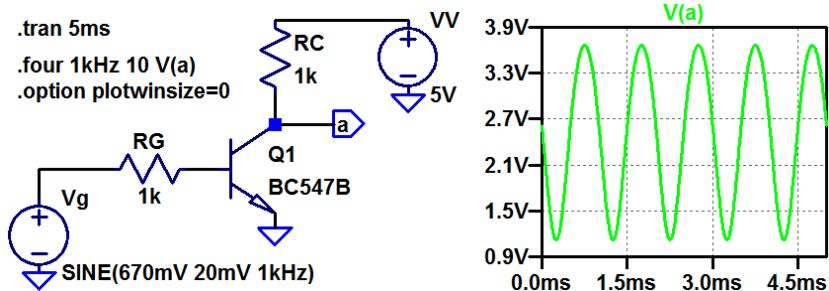 .tran 5ms
.four 1kHz 10 V(a)
.option plotwinsize=0
RC
1k
VV
5V
a
RG
1k
Q1
BC547B
Vg
SINE(670mV 20mV 1kHz)
V(a)
3.9V
3.3V
2.7V
2.1V
1.5V
0.9V
0.0ms 1.5ms 3.0ms 4.5ms